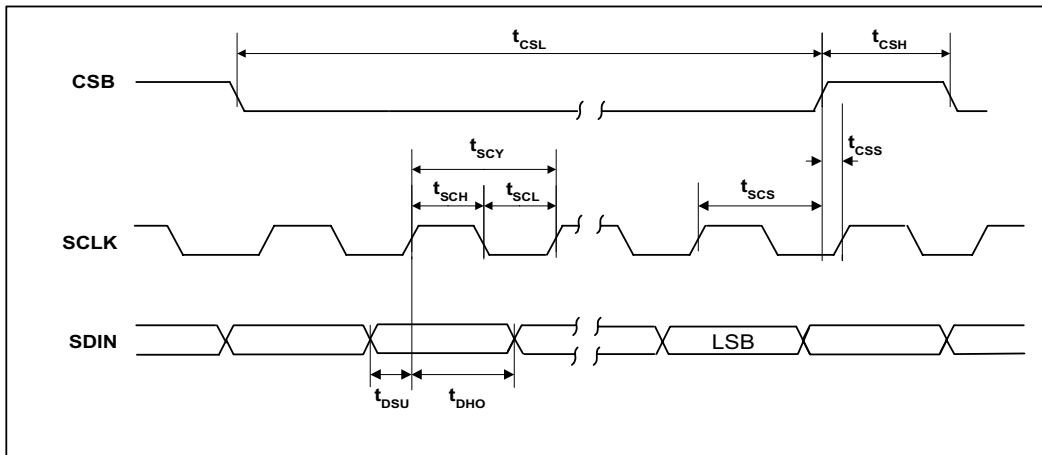 tCSL
tCSH
CSB
tCSS
tSCY
tSCH
tSCL
tSCS
SCLK
SDIN
LSB
tDSU
tDHO